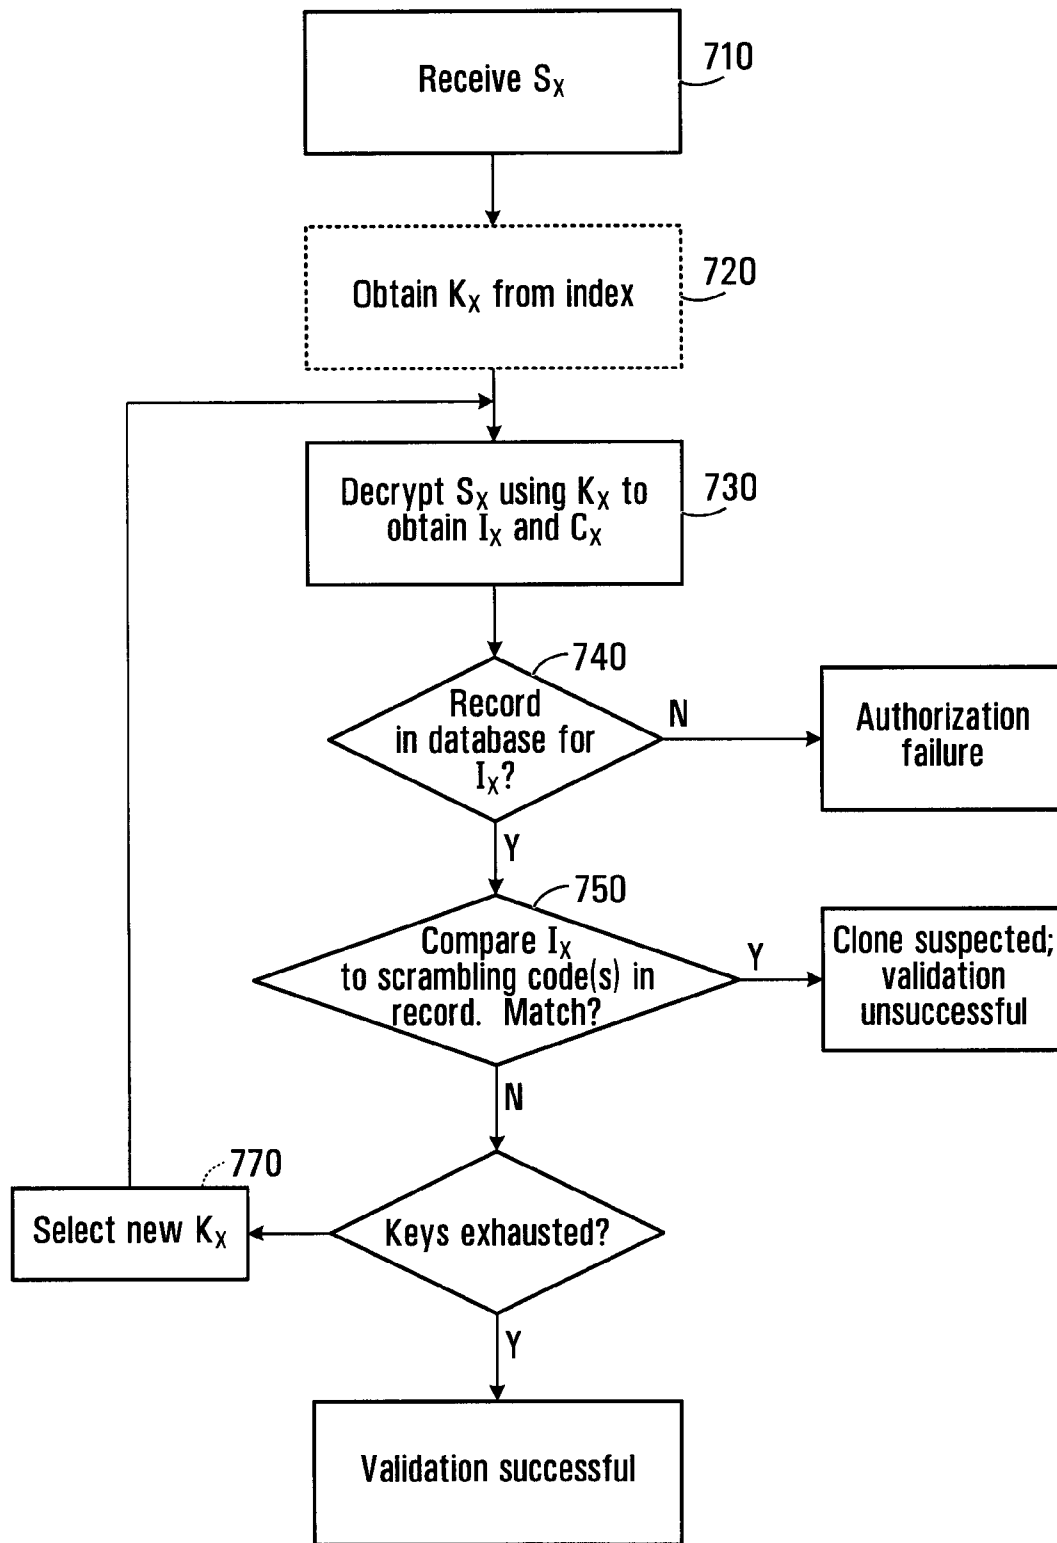 Receive SX
710
Obtain KX from index
720
Decrypt SX using KX to
obtain IX and CX
730
740
Record
in database for
IX?
N
Authorization
failure
Y
750
Compare IX
to scrambling code(s) in
record. Match?
Y
Clone suspected;
validation
unsuccessful
N
770
Select new KX
Keys exhausted?
Y
Validation successful